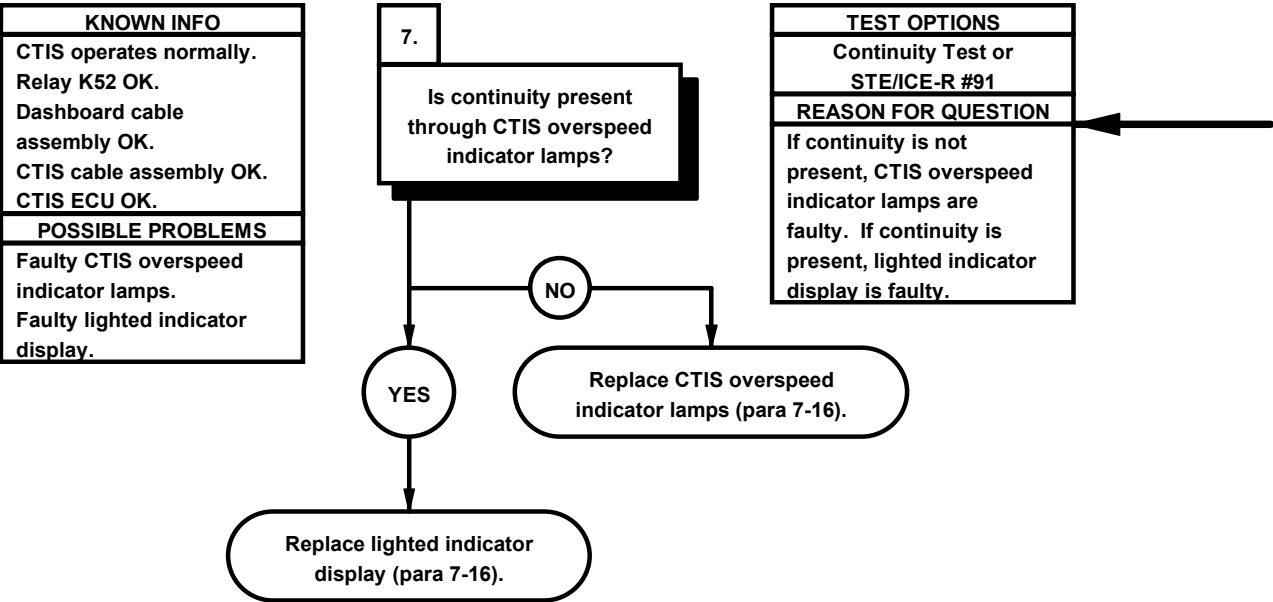 KNOWN INFO
CTIS operates normally.
Relay K52 OK.
Dashboard cable
assembly OK.
CTIS cable assembly OK.
CTIS ECU OK.
POSSIBLE PROBLEMS
Faulty CTIS overspeed
indicator lamps.
Faulty lighted indicator
display.
7.
Is continuity present
through CTIS overspeed
indicator lamps?
TEST OPTIONS
Continuity Test or
STE/ICE-R #91
REASON FOR QUESTION
If continuity is not
present, CTIS overspeed
indicator lamps are
faulty.  If continuity is
present, lighted indicator
display is faulty.
NO
YES
Replace CTIS overspeed
indicator lamps (para 7-16).
Replace lighted indicator
display (para 7-16).